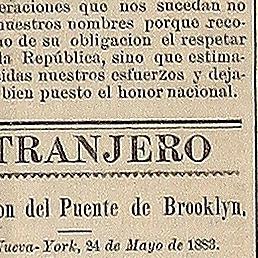 eraciones que nos sucedan no
nuestros nombres porque reco-
no de su obligacion el respetar
la República, sino que estima-
sidas nuestros esfuerzos y deja-
bien puesto el honor nacional.
TRANJERO
on del Puente de Brooklyn.
Nueva-York, 24 de Mayo de 1883.